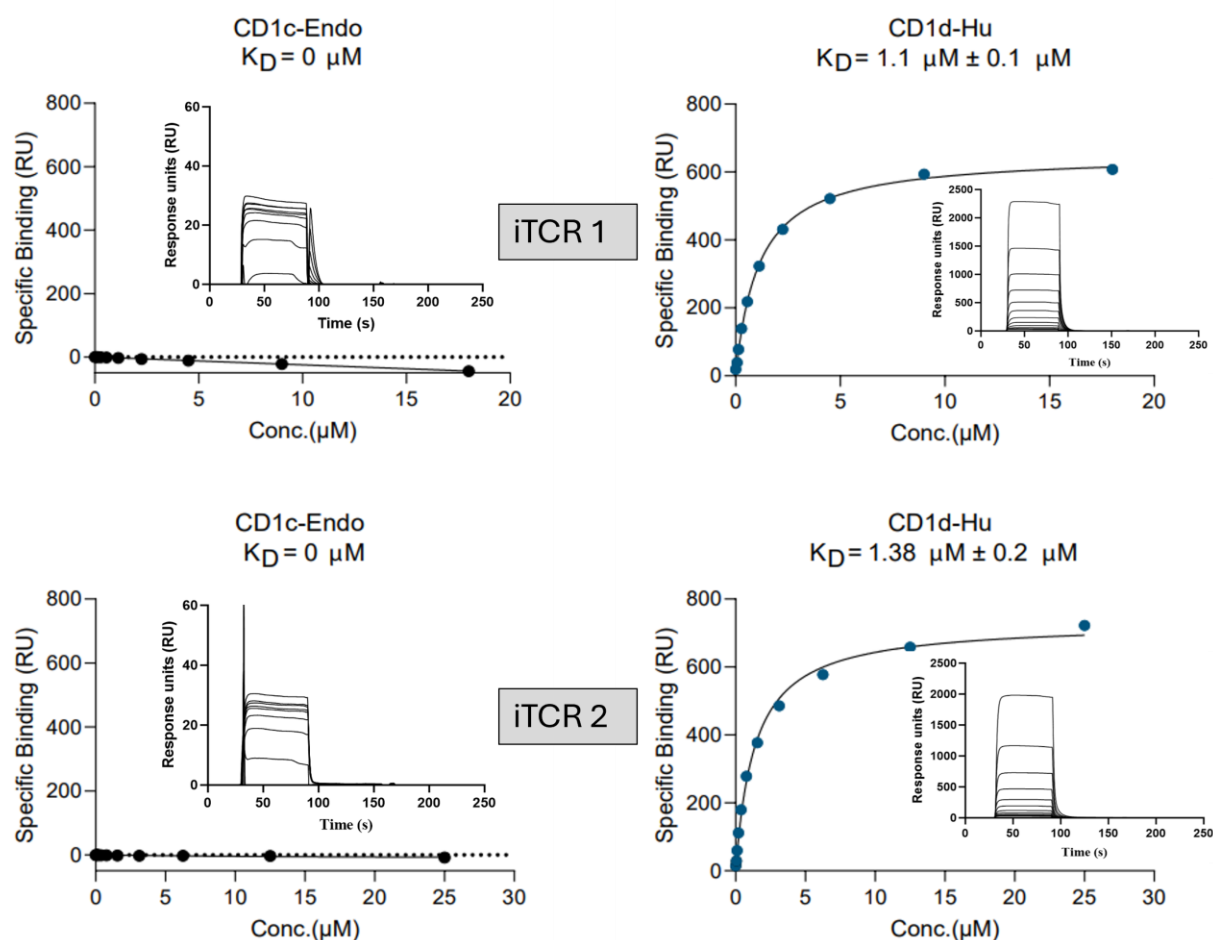 CD1c-Endo
K_D = 0 µM
Specific Binding (RU)
800
600
400
200
0
0 5 10 15 20
Conc.(µM)
Response units (RU)
60
40
20
0
0 50 100 150 200 250
Time (s)
iTCR 1
CD1d-Hu
K_D = 1.1 µM ± 0.1 µM
Specific Binding (RU)
800
600
400
200
0
0 5 10 15 20
Conc.(µM)
Response units (RU)
2500
2000
1500
1000
500
0
0 50 100 150 200 250
Time (s)
CD1c-Endo
K_D = 0 µM
Specific Binding (RU)
800
600
400
200
0
0 5 10 15 20 25 30
Conc.(µM)
Response units (RU)
60
40
20
0
0 50 100 150 200 250
Time (s)
iTCR 2
CD1d-Hu
K_D = 1.38 µM ± 0.2 µM
Specific Binding (RU)
800
600
400
200
0
0 5 10 15 20 25 30
Conc.(µM)
Response units (RU)
2500
2000
1500
1000
500
0
0 50 100 150 200 250
Time (s)